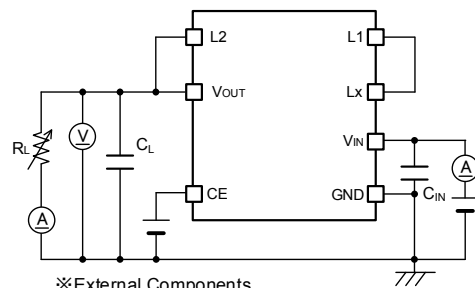 L2 L1
VOUT Lx
RL V CL VIN
A
CE GND CIN
A
※External Components